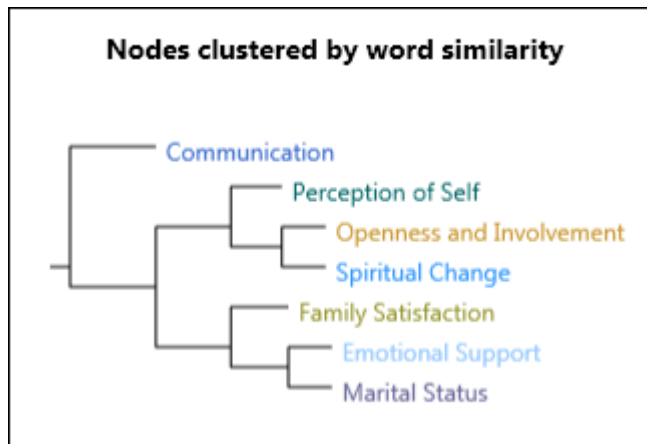 Nodes clustered by word similarity
Communication
Perception of Self
Openness and Involvement
Spiritual Change
Family Satisfaction
Emotional Support
Marital Status